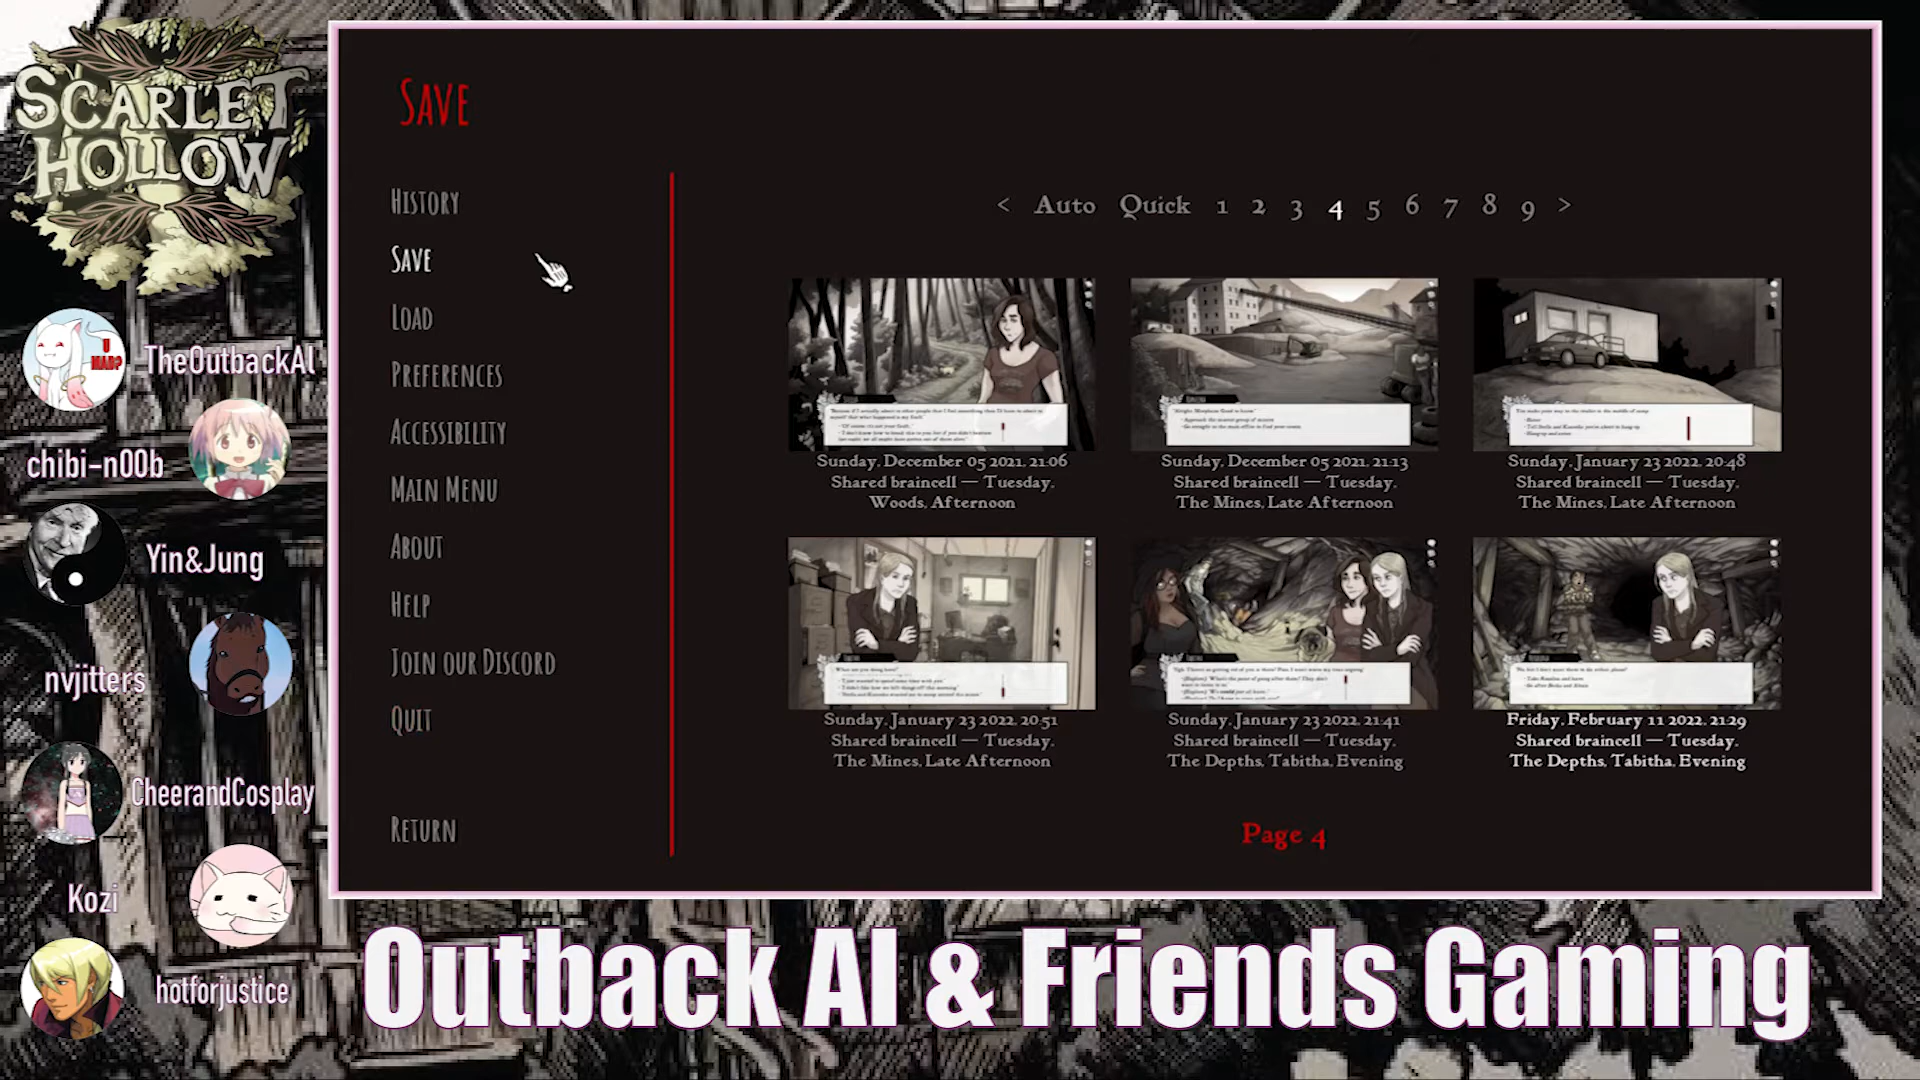 SCARLET
HOLLOW
U
MAD?
TheOutbackAl
chibi-n00b
Yin&Jung
nvjitters
CheerandCosplay
Kozi
hotforjustice
SAVE
HISTORY
SAVE
LOAD
PREFERENCES
ACCESSIBILITY
MAIN MENU
ABOUT
HELP
JOIN OUR DISCORD
QUIT
RETURN
< Auto Quick 1 2 3 4 5 6 7 8 9 >
Sunday, December 05 2021, 21:06
Shared braincell — Tuesday,
Woods, Afternoon
Sunday, December 05 2021, 21:13
Shared braincell — Tuesday,
The Mines, Late Afternoon
Sunday, January 23 2022, 20:48
Shared braincell — Tuesday,
The Mines, Late Afternoon
Sunday, January 23 2022, 20:51
Shared braincell — Tuesday,
The Mines, Late Afternoon
Sunday, January 23 2022, 21:41
Shared braincell — Tuesday,
The Depths, Tabitha, Evening
Friday, February 11 2022, 21:29
Shared braincell — Tuesday,
The Depths, Tabitha, Evening
Page 4
Outback Al & Friends Gaming